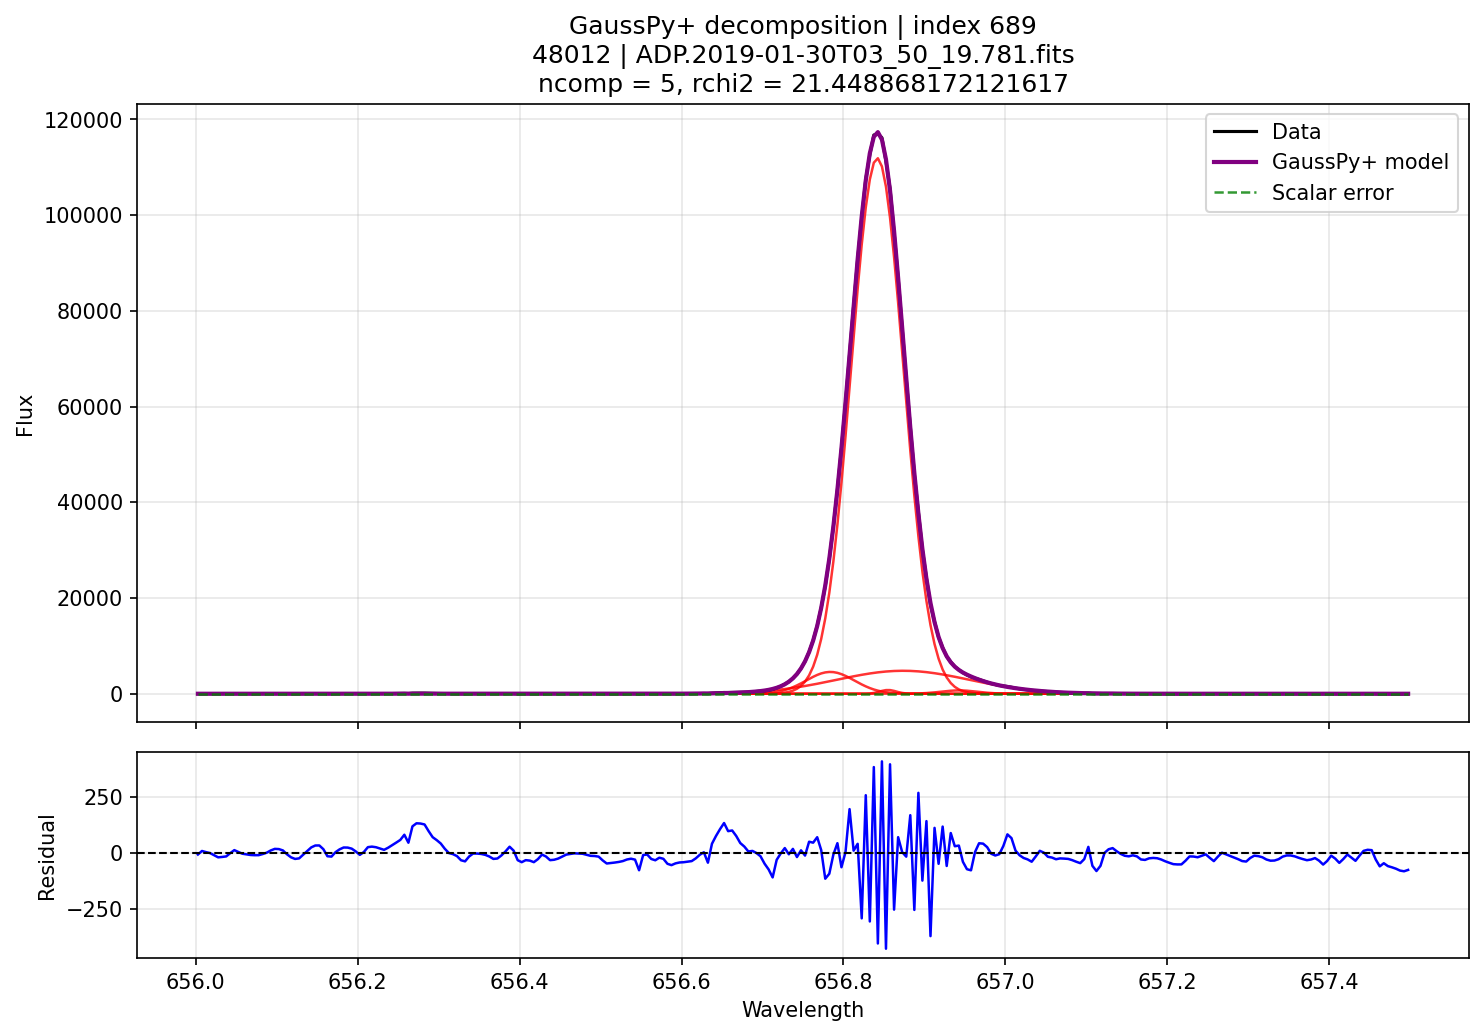 GaussPy+ decomposition | index 689
48012 | ADP.2019-01-30T03_50_19.781.fits
ncomp = 5, rchi2 = 21.448868172121617
Data
GaussPy+ model
Scalar error
120000
100000
80000
60000
40000
20000
0
Flux
250
0
−250
Residual
656.0
656.2
656.4
656.6
656.8
657.0
657.2
657.4
Wavelength